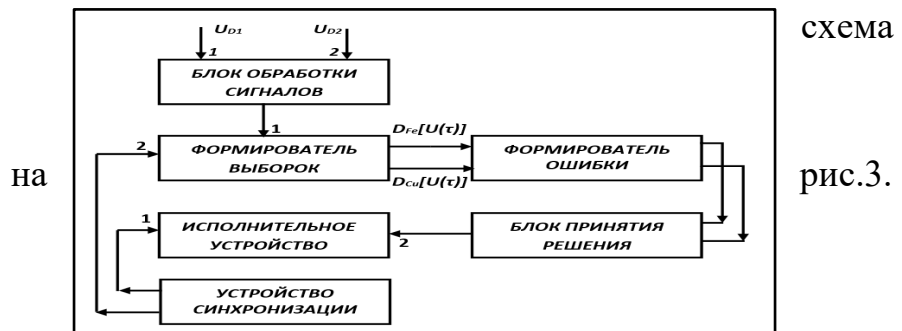 схема
U_D1 U_D2
1 2
БЛОК ОБРАБОТКИ
СИГНАЛОВ
1
2 ФОРМИРОВАТЕЛЬ
ВЫБОРОК
D_Fe[U(τ)]
D_Cu[U(τ)]
ФОРМИРОВАТЕЛЬ
ОШИБКИ
на
рис.3.
1 ИСПОЛНИТЕЛЬНОЕ
УСТРОЙСТВО
2
БЛОК ПРИНЯТИЯ
РЕШЕНИЯ
УСТРОЙСТВО
СИНХРОНИЗАЦИИ